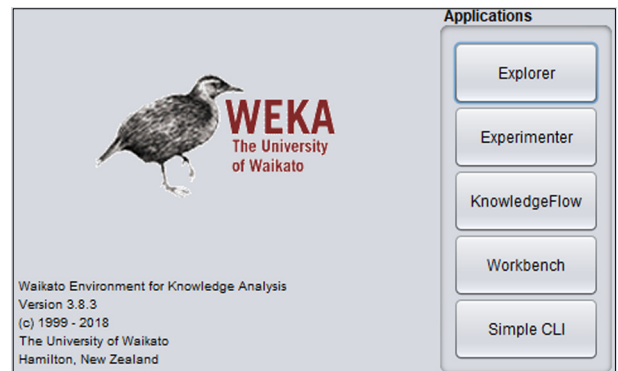 Applications
Explorer
Experimenter
KnowledgeFlow
Workbench
Simple CLI
WEKA
The University
of Waikato
Waikato Environment for Knowledge Analysis
Version 3.8.3
(c) 1999 - 2018
The University of Waikato
Hamilton, New Zealand